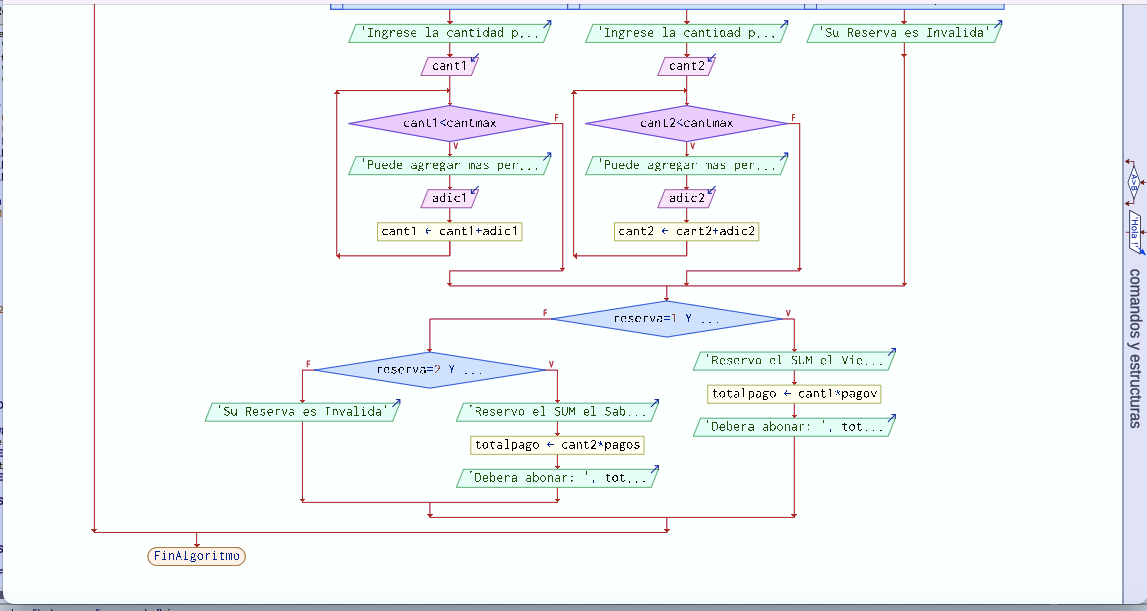 'Ingrese la cantidad p...
'Ingrese la cantidad p...
'Su Reserva es Invalida'
cant1
cant2
cant1<cantmax
F
V
cant2<cantmax
F
V
'Puede agregar mas per...
'Puede agregar mas per...
adic1
adic2
cant1 ← cant1+adic1
cant2 ← cant2+adic2
reserva=1 Y ...
F
V
reserva=2 Y ...
F
V
'Reservo el SUM el Vie...
totalpago ← cant1*pagov
'Debera abonar: ', tot...
'Su Reserva es Invalida'
'Reservo el SUM el Sab...
totalpago ← cant2*pagos
'Debera abonar: ', tot...
FinAlgoritmo
A>B
'Hola !'
comandos y estructuras